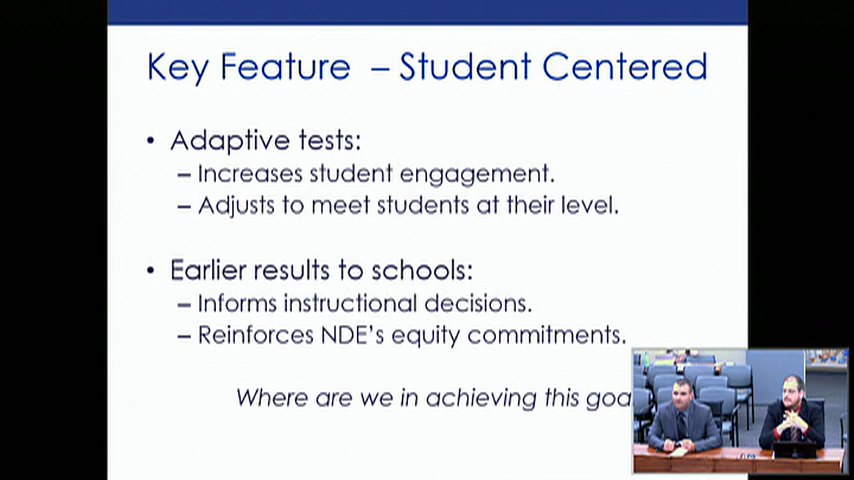 Key Feature – Student Centered
• Adaptive tests:
– Increases student engagement.
– Adjusts to meet students at their level.
• Earlier results to schools:
– Informs instructional decisions.
– Reinforces NDE's equity commitments.
Where are we in achieving this goa